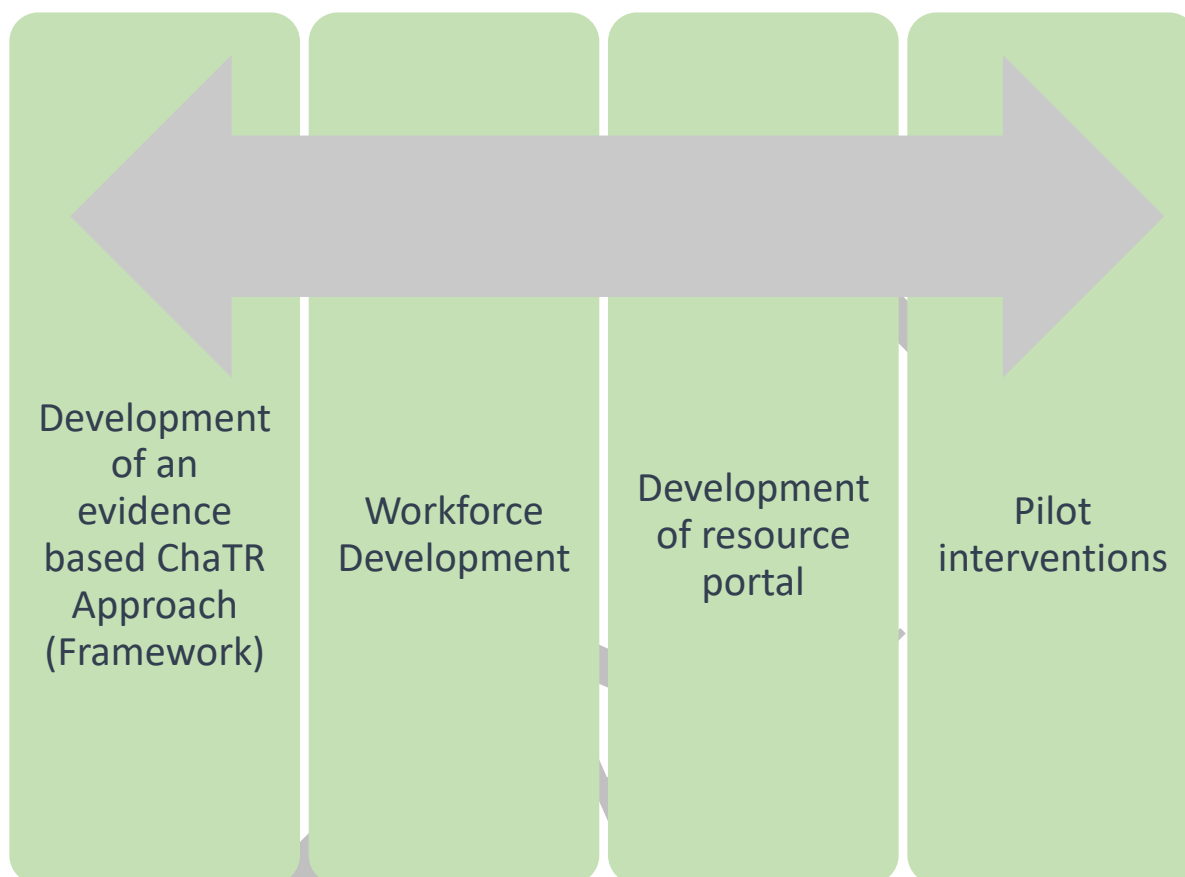 Development
of an
evidence
based ChaTR
Approach
(Framework)
Workforce
Development
Development
of resource
portal
Pilot
interventions